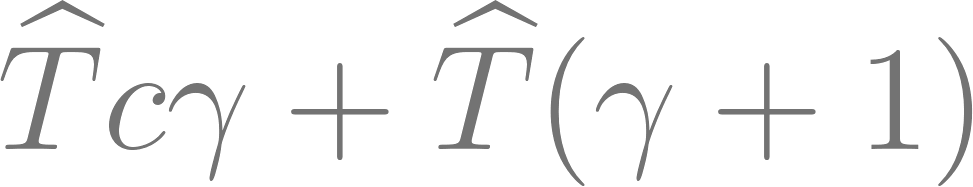 $\widehat{T}c\gamma + \widehat{T}(\gamma + 1)$